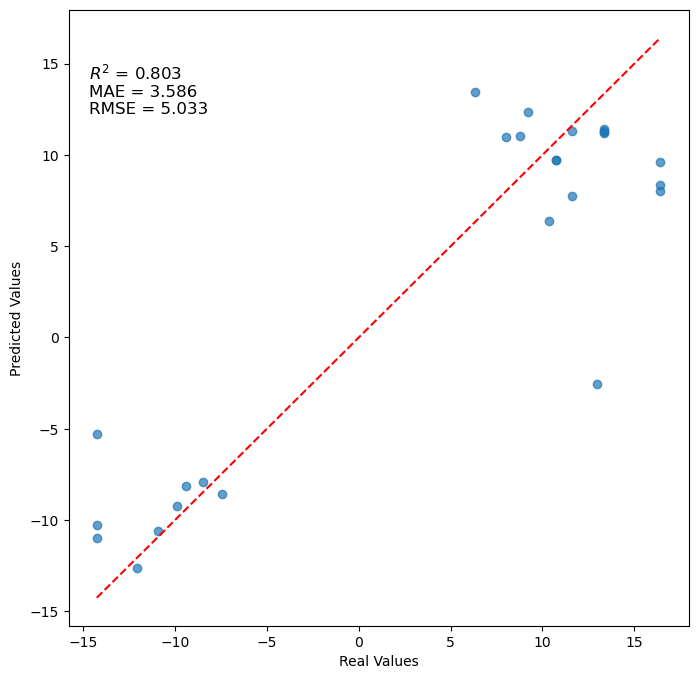 R² = 0.803
MAE = 3.586
RMSE = 5.033
Predicted Values
15
10
5
0
−5
−10
−15
−15 −10 −5 0 5 10 15
Real Values